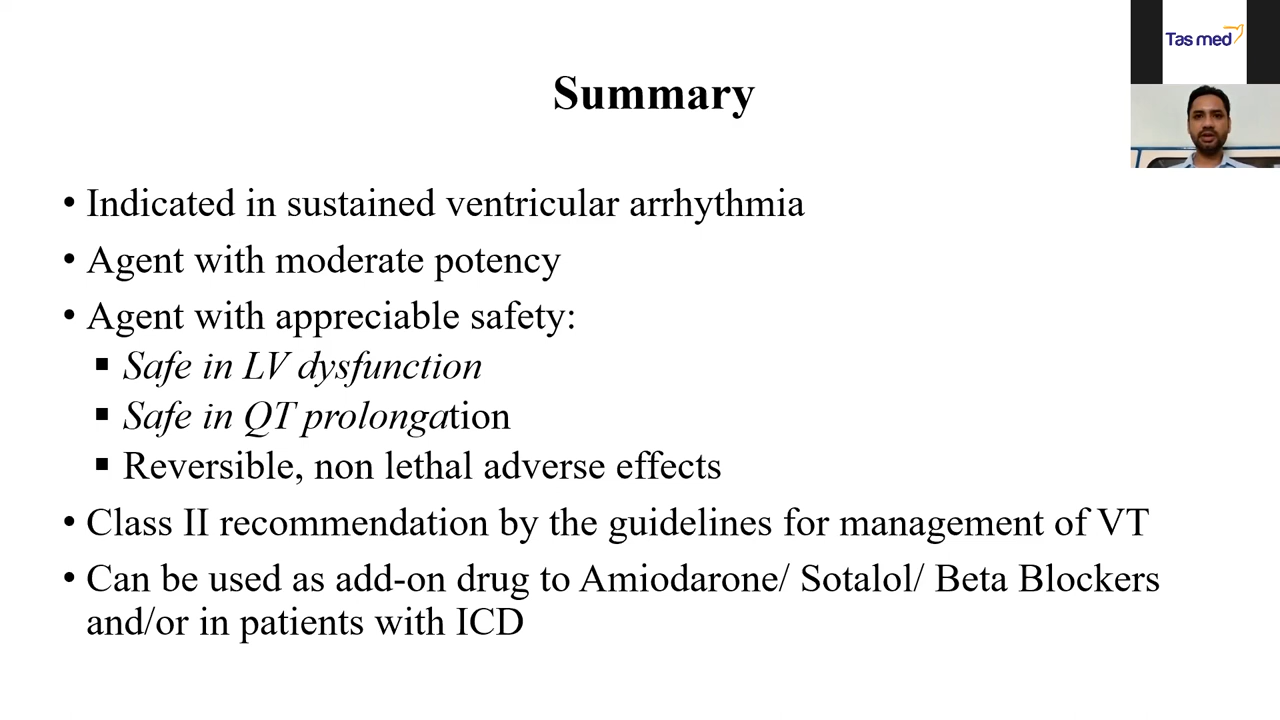 Tas med
Summary
• Indicated in sustained ventricular arrhythmia
• Agent with moderate potency
• Agent with appreciable safety:
▪ Safe in LV dysfunction
▪ Safe in QT prolongation
▪ Reversible, non lethal adverse effects
• Class II recommendation by the guidelines for management of VT
• Can be used as add-on drug to Amiodarone/ Sotalol/ Beta Blockers
and/or in patients with ICD